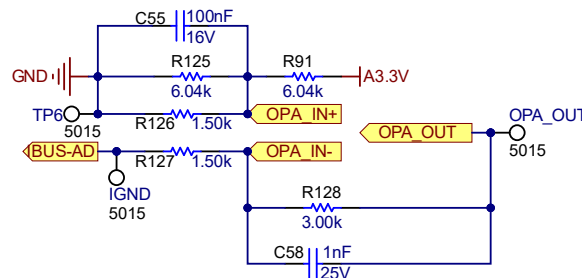 C55
100nF
16V
R125
6.04k
R91
6.04k
GND
A3.3V
TP6
5015
R126
1.50k
OPA_IN+
OPA_OUT
OPA_OUT
5015
IBUS-AD
R127
1.50k
OPA_IN-
IGND
5015
R128
3.00k
C58
1nF
25V